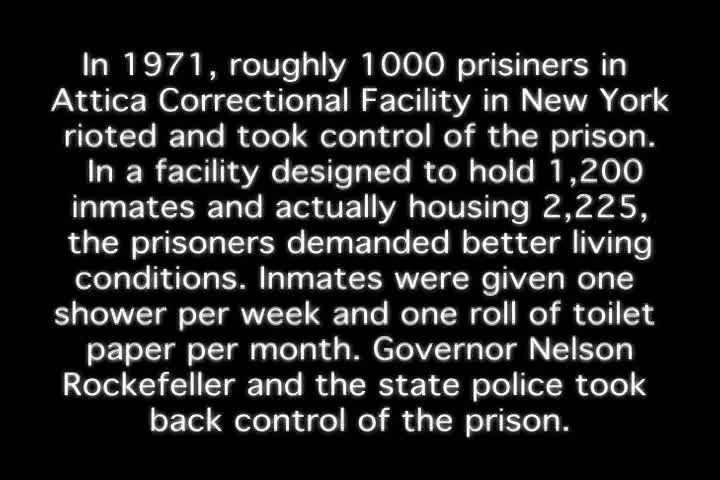 In 1971, roughly 1000 prisiners in
Attica Correctional Facility in New York
rioted and took control of the prison.
In a facility designed to hold 1,200
inmates and actually housing 2,225,
the prisoners demanded better living
conditions. Inmates were given one
shower per week and one roll of toilet
paper per month. Governor Nelson
Rockefeller and the state police took
back control of the prison.